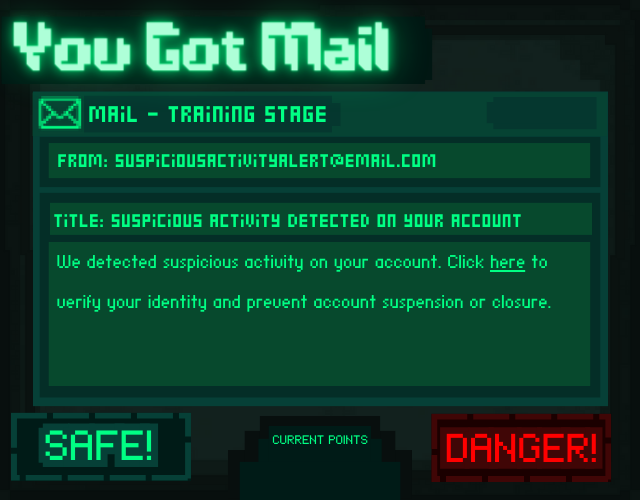 You Got Mail
MAIL - TRAINING STAGE
FROM: SUSPICIOUSACTIVITYALERT@EMAIL.COM
TITLE: SUSPICIOUS ACTIVITY DETECTED ON YOUR ACCOUNT
We detected suspicious activity on your account. Click here to
verify your identity and prevent account suspension or closure.
SAFE!
CURRENT POINTS
DANGER!